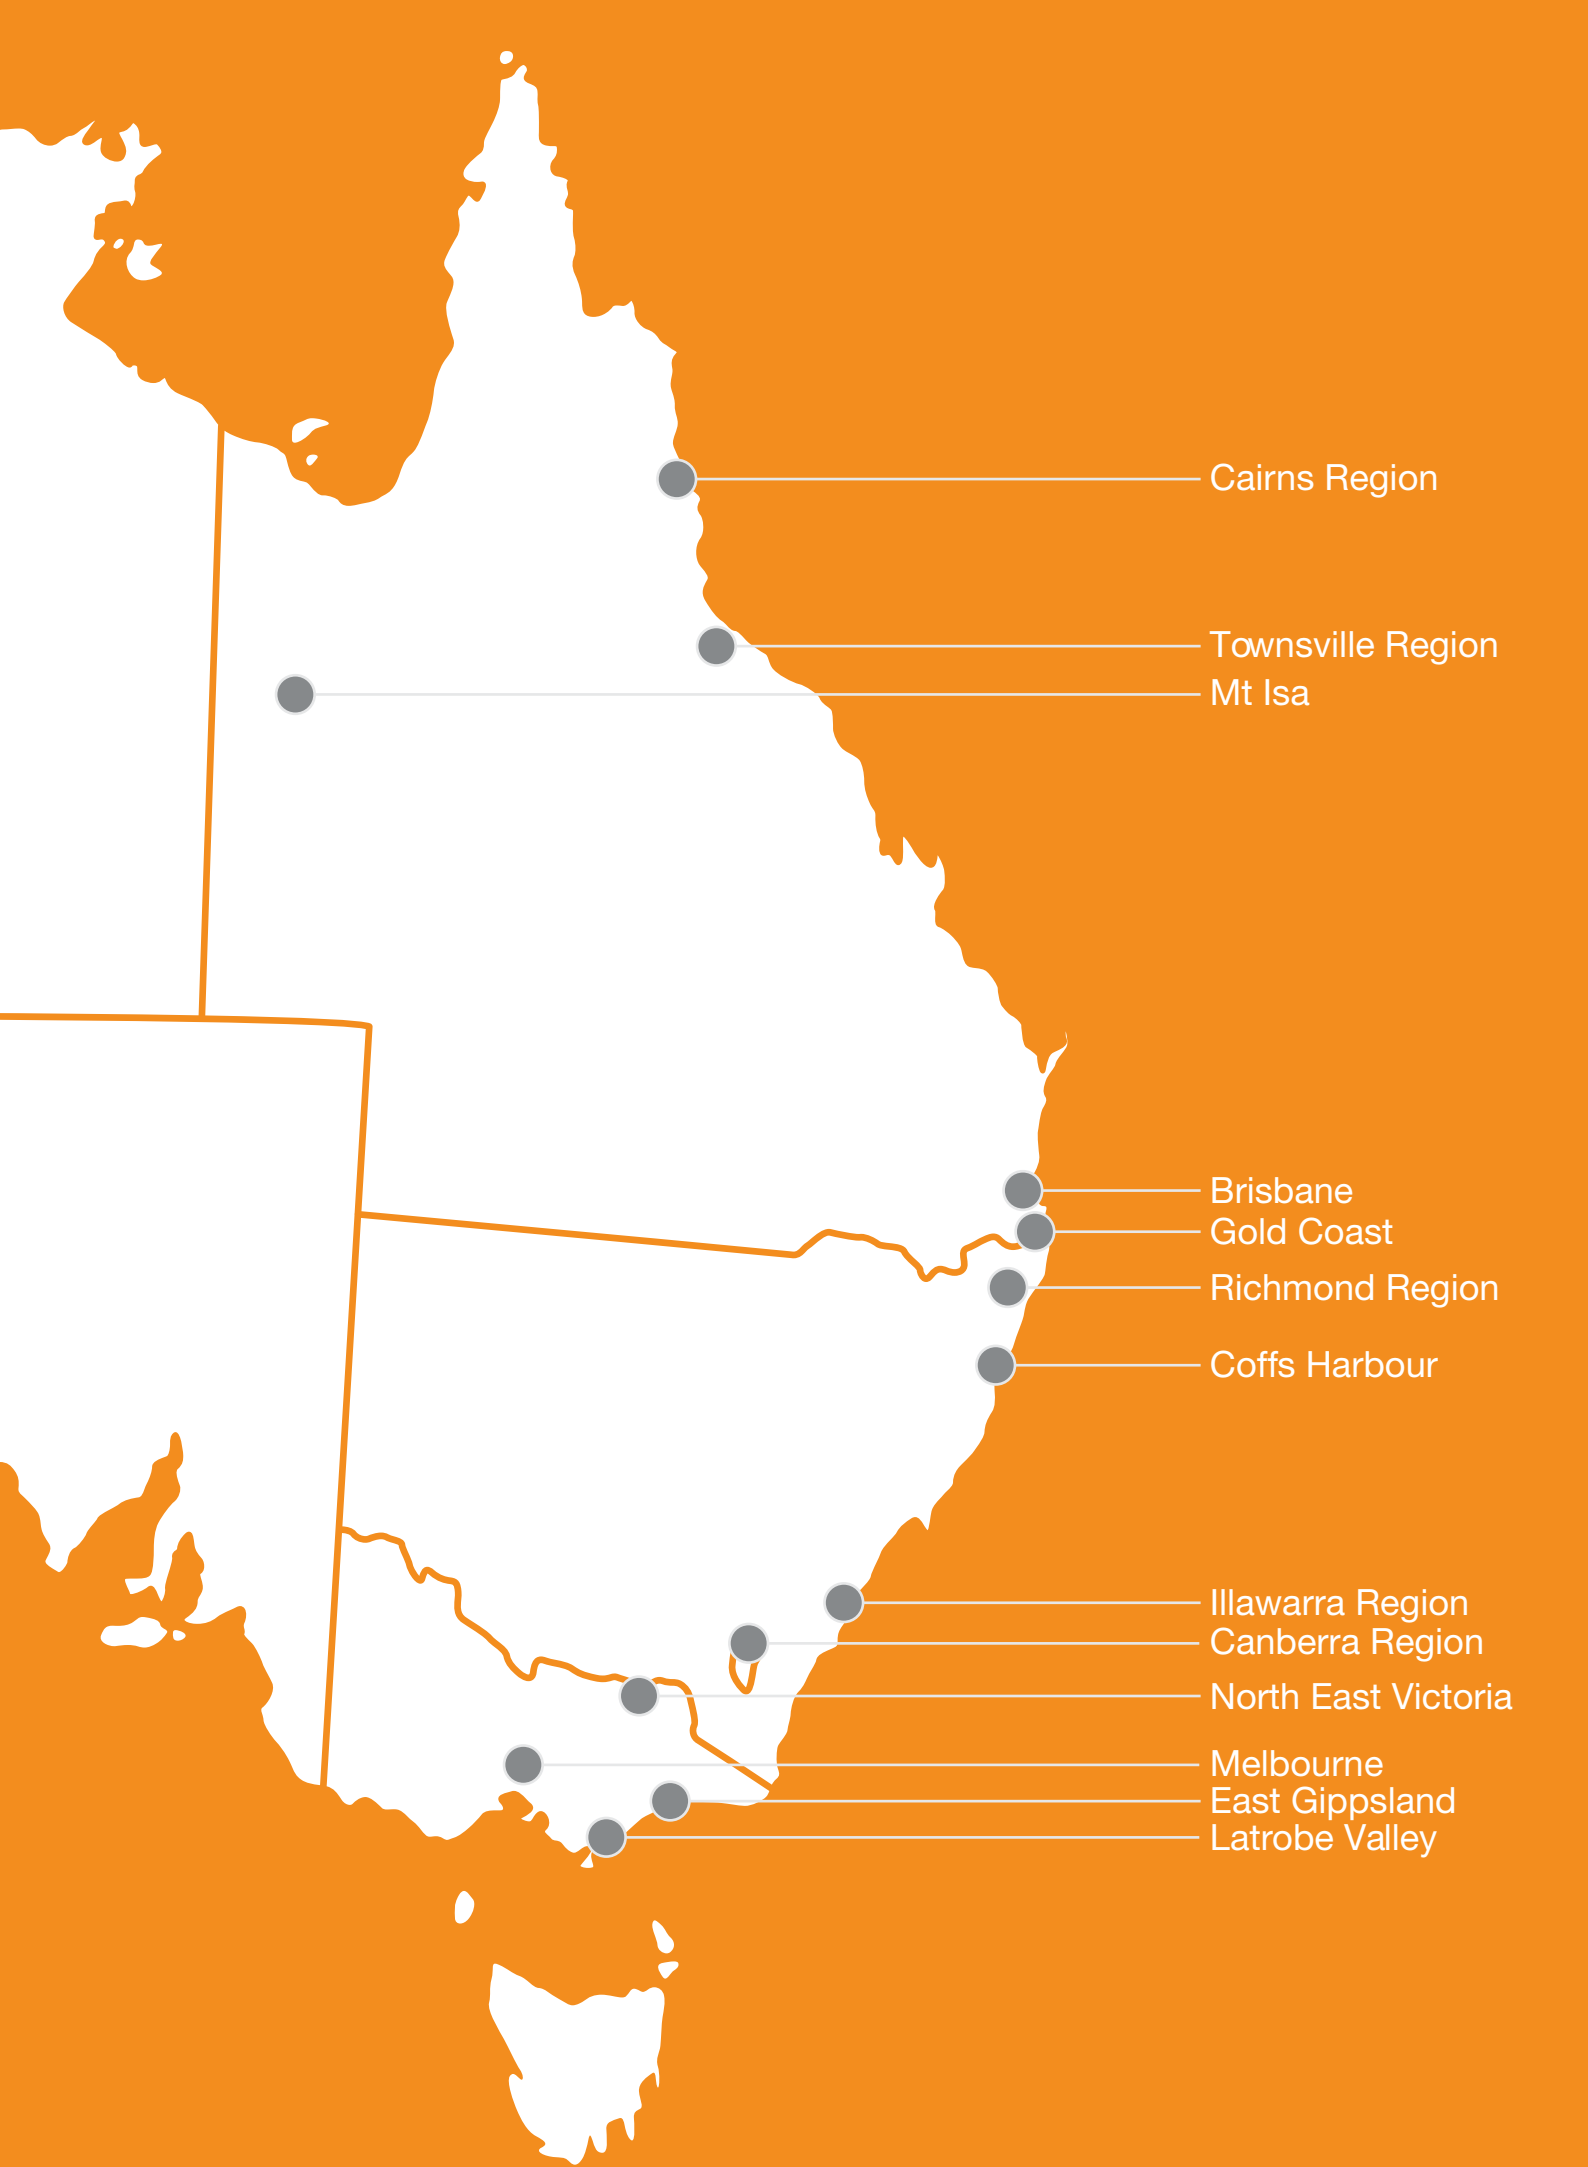 Cairns Region
Townsville Region
Mt Isa
Brisbane
Gold Coast
Richmond Region
Coffs Harbour
Illawarra Region
Canberra Region
North East Victoria
Melbourne
East Gippsland
Latrobe Valley